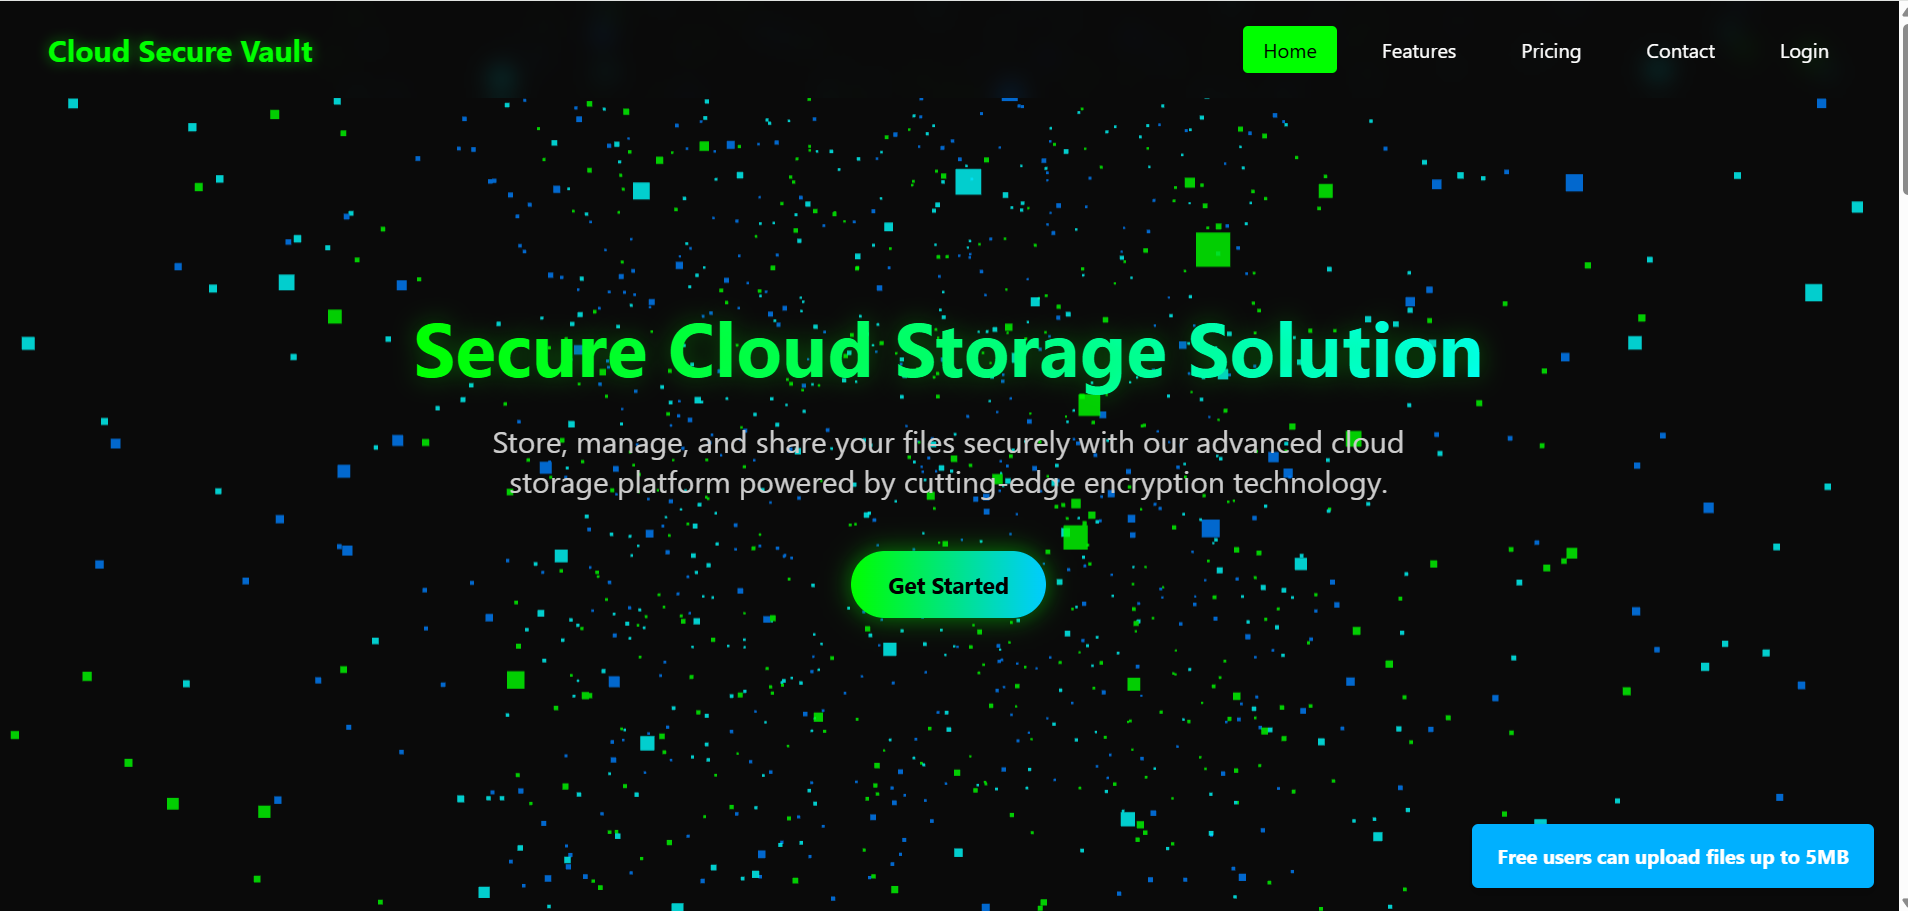 Cloud Secure Vault
Home
Features
Pricing
Contact
Login
Secure Cloud Storage Solution
Store, manage, and share your files securely with our advanced cloud
storage platform powered by cutting-edge encryption technology.
Get Started
Free users can upload files up to 5MB